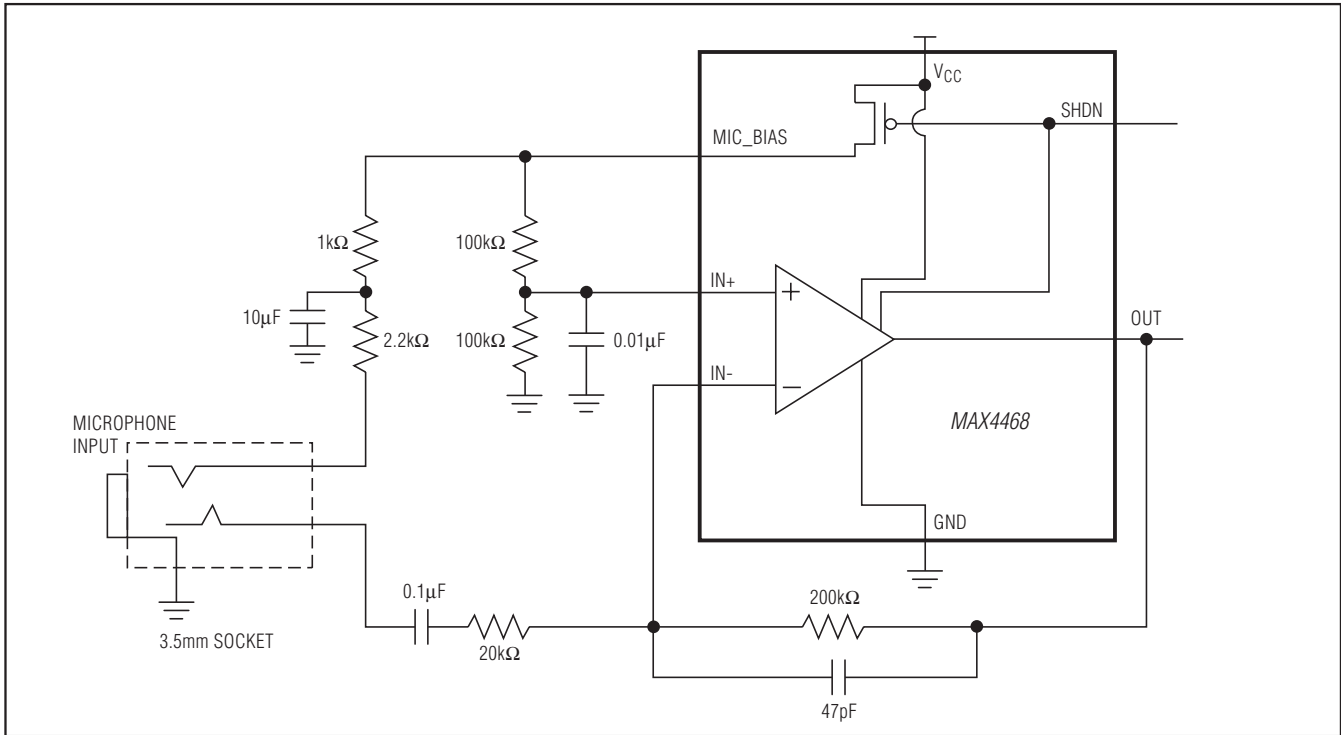 VCC
SHDN
MIC_BIAS
1kΩ
100kΩ
IN+
+
10µF
2.2kΩ
100kΩ
0.01µF
OUT
IN-
−
MAX4468
MICROPHONE
INPUT
GND
0.1µF
200kΩ
3.5mm SOCKET
20kΩ
47pF